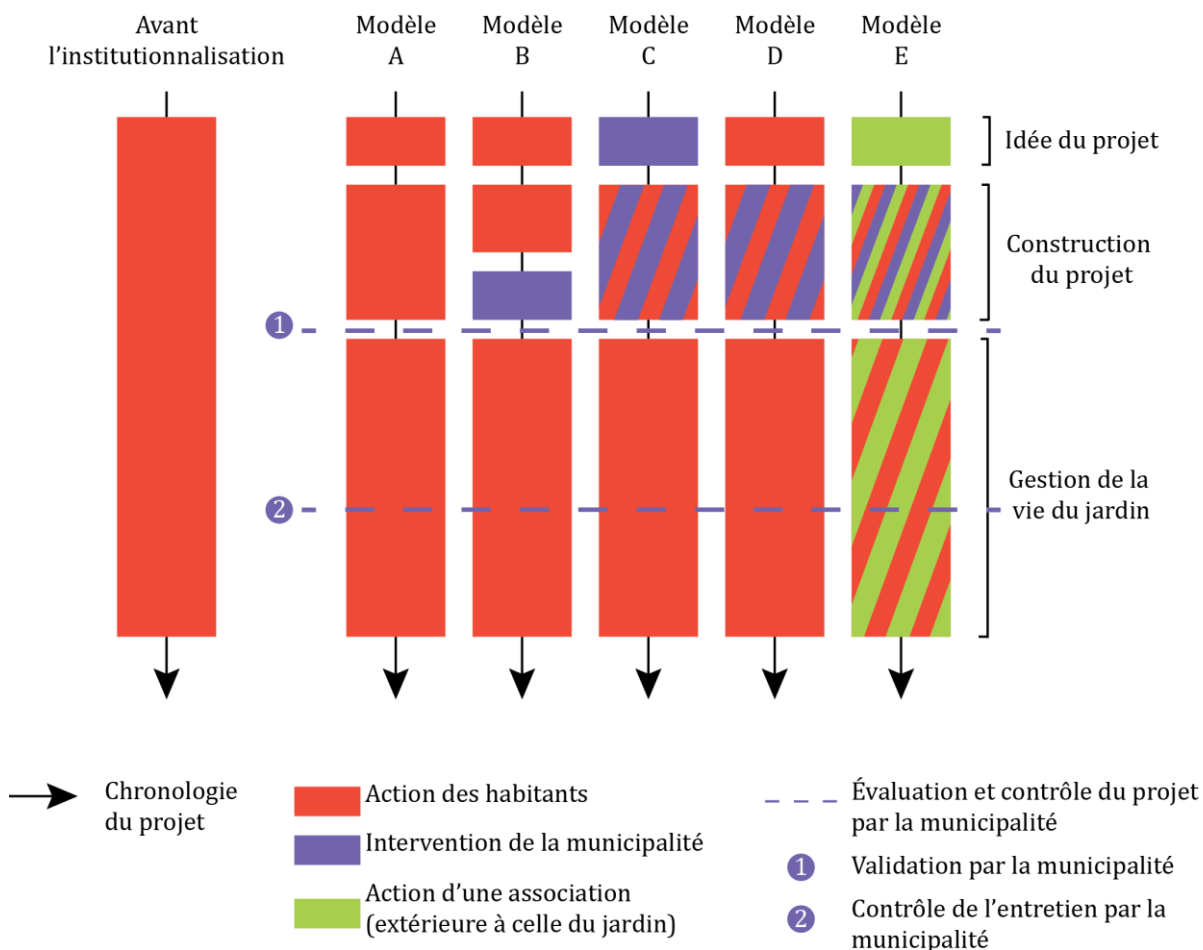 Avant
l’institutionnalisation
Modèle
A
Modèle
B
Modèle
C
Modèle
D
Modèle
E
Idée du projet
Construction
du projet
1
Gestion de la
vie du jardin
2
Chronologie
du projet
Action des habitants
Intervention de la municipalité
Action d’une association
(extérieure à celle du jardin)
Évaluation et contrôle du projet
par la municipalité
1 Validation par la municipalité
2 Contrôle de l’entretien par la
municipalité